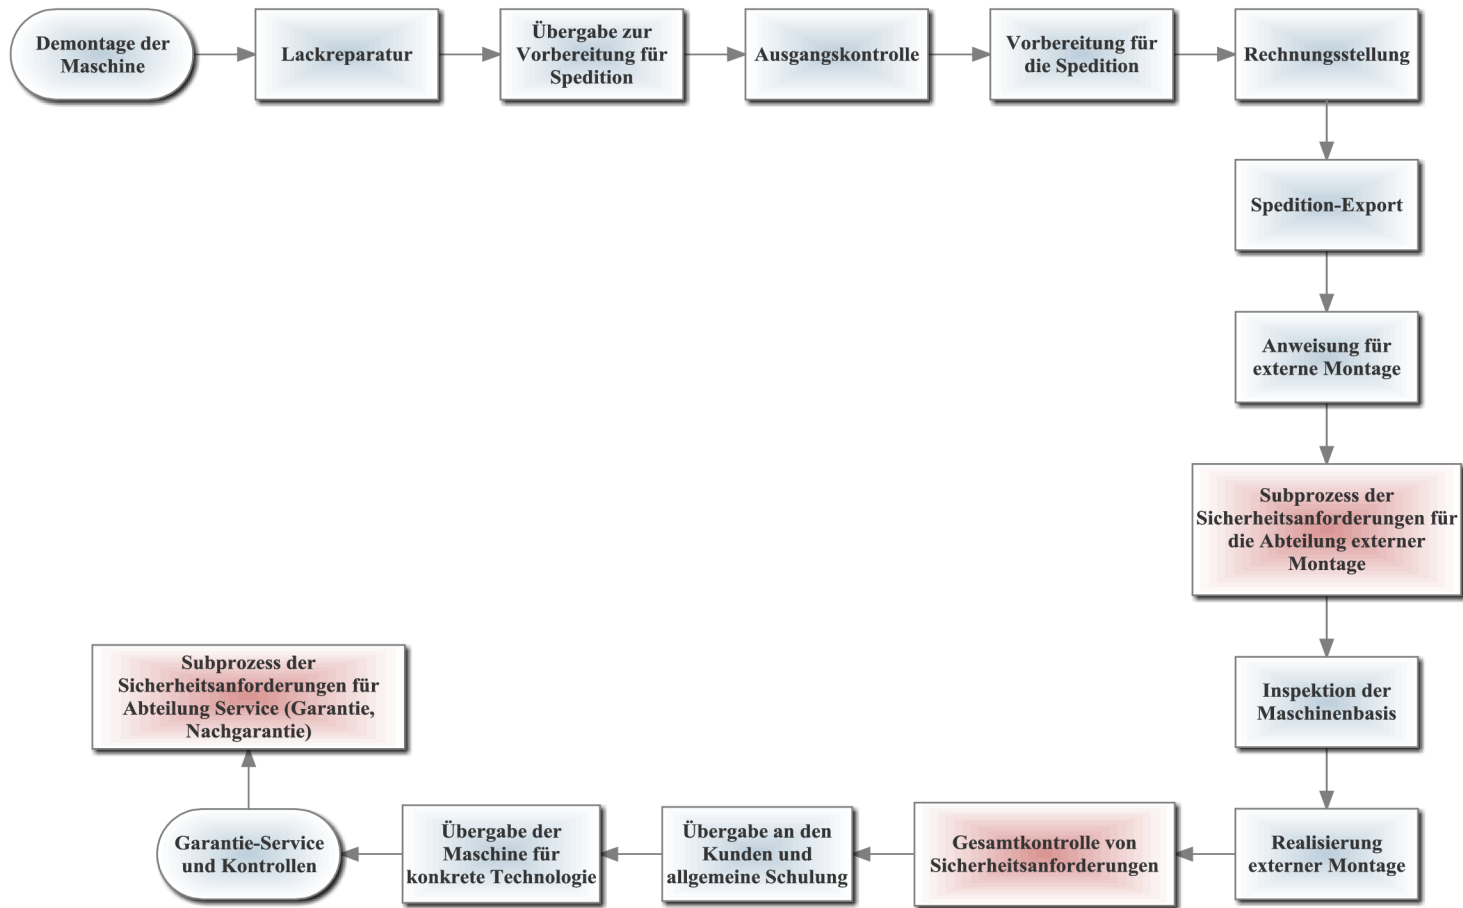 Demontage der
Maschine
Lackreparatur
Übergabe zur
Vorbereitung für
Spedition
Ausgangskontrolle
Vorbereitung für
die Spedition
Rechnungsstellung
Spedition-Export
Anweisung für
externe Montage
Subprozess der
Sicherheitsanforderungen für
die Abteilung externer
Montage
Inspektion der
Maschinenbasis
Realisierung
externer Montage
Gesamtkontrolle von
Sicherheitsanforderungen
Übergabe an den
Kunden und
allgemeine Schulung
Übergabe der
Maschine für
konkrete Technologie
Garantie-Service
und Kontrollen
Subprozess der
Sicherheitsanforderungen für
Abteilung Service (Garantie,
Nachgarantie)